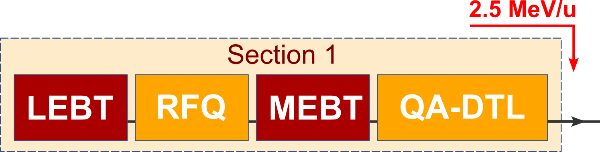 2.5 MeV/u
Section 1
LEBT RFQ MEBT QA-DTL